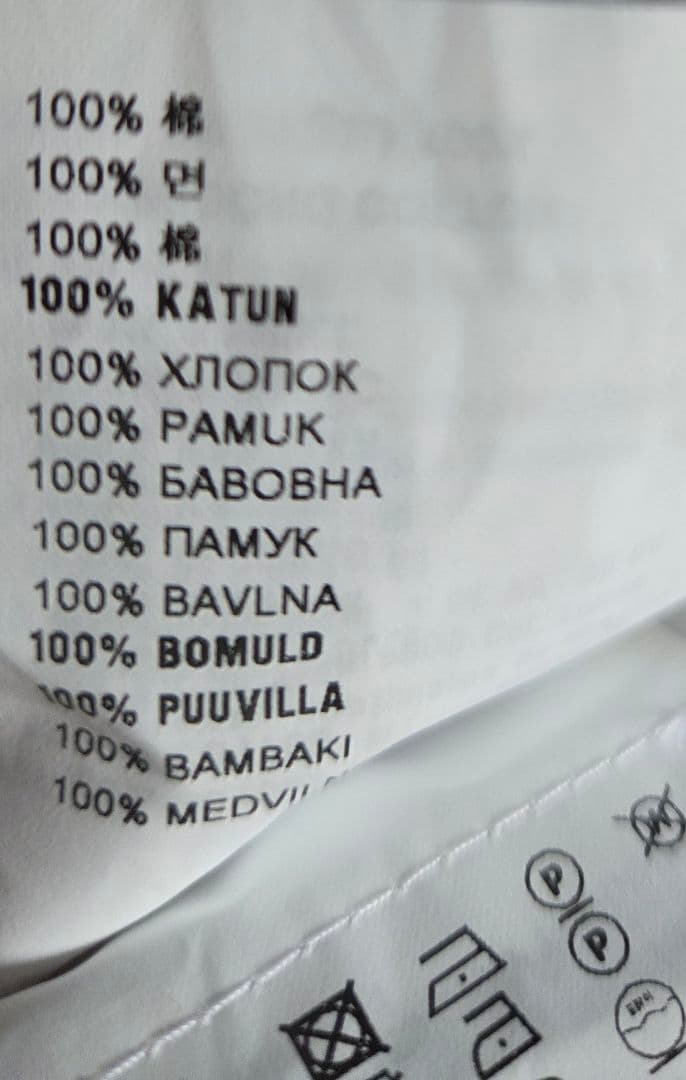 100% 棉
100% 면
100% 棉
100% KATUN
100% ХЛОПОК
100% PAMUK
100% БАВОВНА
100% ПАМУК
100% BAVLNA
100% BOMULD
100% PUUVILLA
100% BAMBAKI
100%
P
P